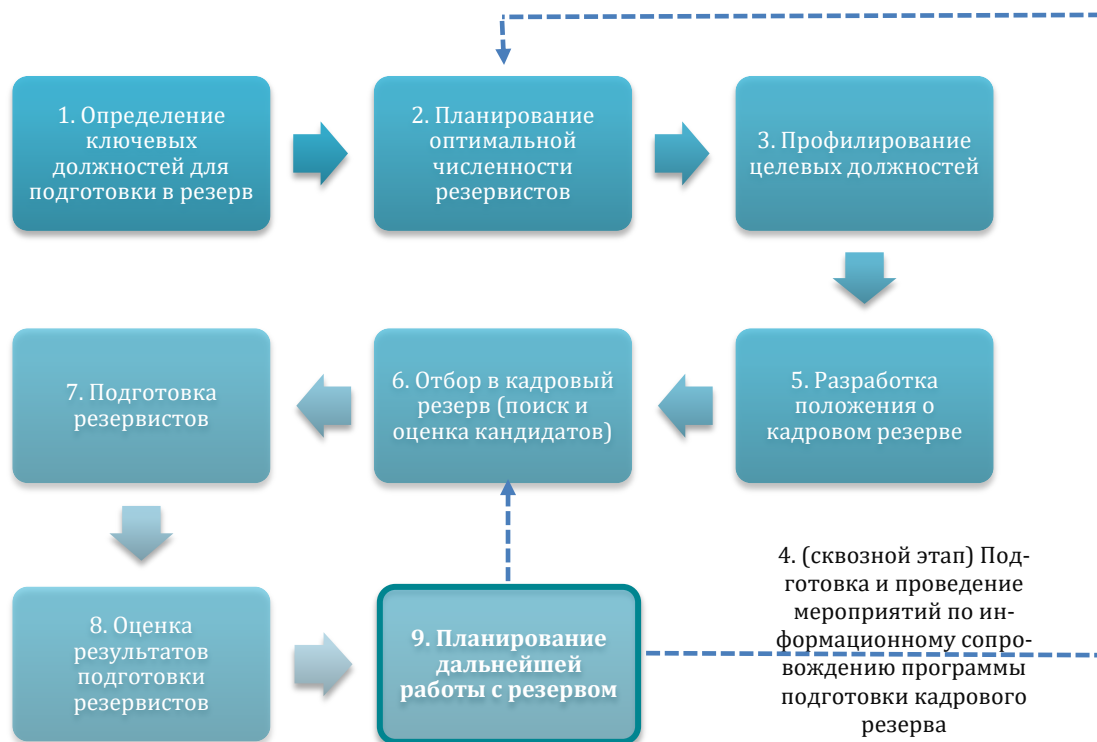 1. Определение
ключевых
должностей для
подготовки в резерв
2. Планирование
оптимальной
численности
резервистов
3. Профилирование
целевых должностей
7. Подготовка
резервистов
6. Отбор в кадровый
резерв (поиск и
оценка кандидатов)
5. Разработка
положения о
кадровом резерве
8. Оценка
результатов
подготовки
резервистов
9. Планирование
дальнейшей
работы с резервом
4. (сквозной этап) Под-
готовка и проведение
мероприятий по ин-
формационному сопро-
вождению программы
подготовки кадрового
резерва